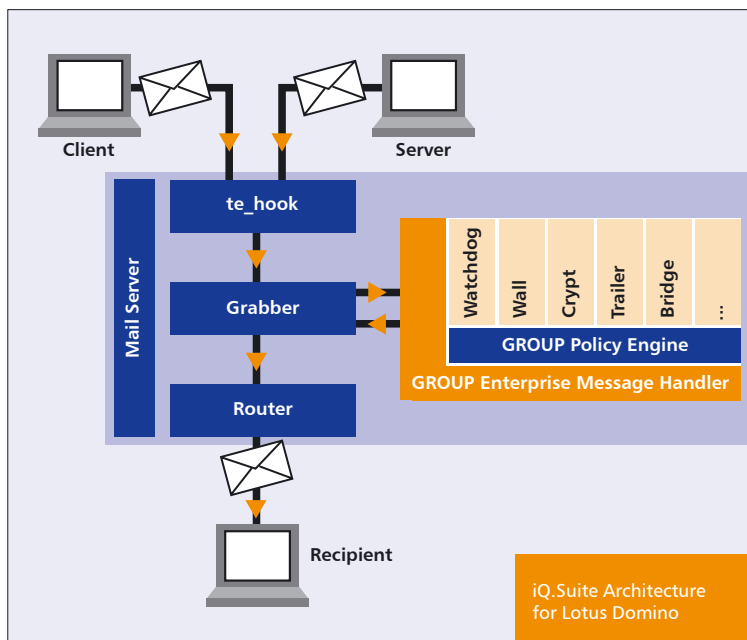 Client
Server
te_hook
Mail Server
Grabber
Router
Watchdog
Wall
Crypt
Trailer
Bridge
...
GROUP Policy Engine
GROUP Enterprise Message Handler
Recipient
iQ.Suite Architecture
for Lotus Domino